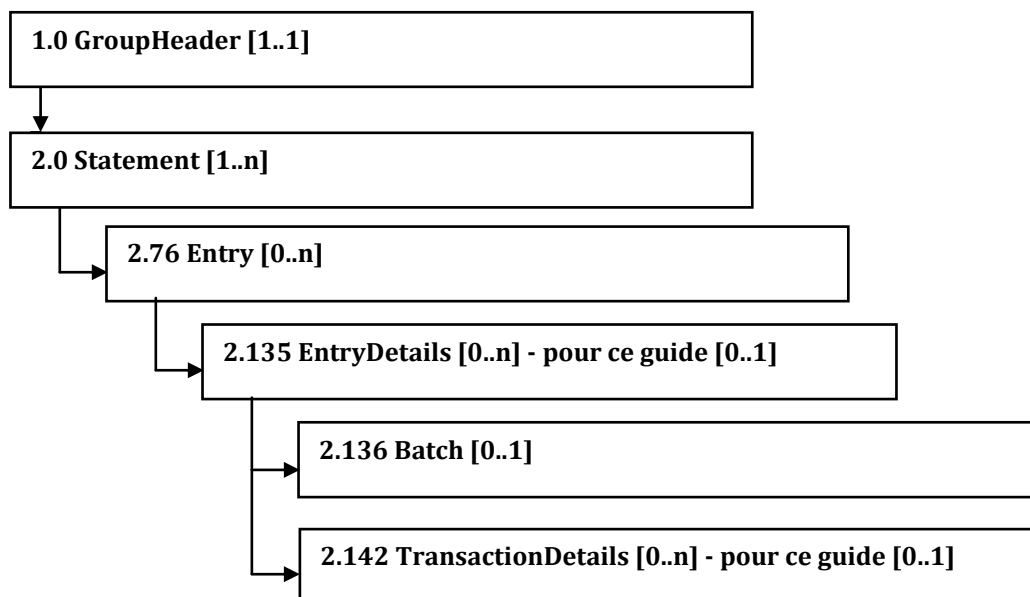 1.0 GroupHeader [1..1]
2.0 Statement [1..n]
2.76 Entry [0..n]
2.135 EntryDetails [0..n] - pour ce guide [0..1]
2.136 Batch [0..1]
2.142 TransactionDetails [0..n] - pour ce guide [0..1]